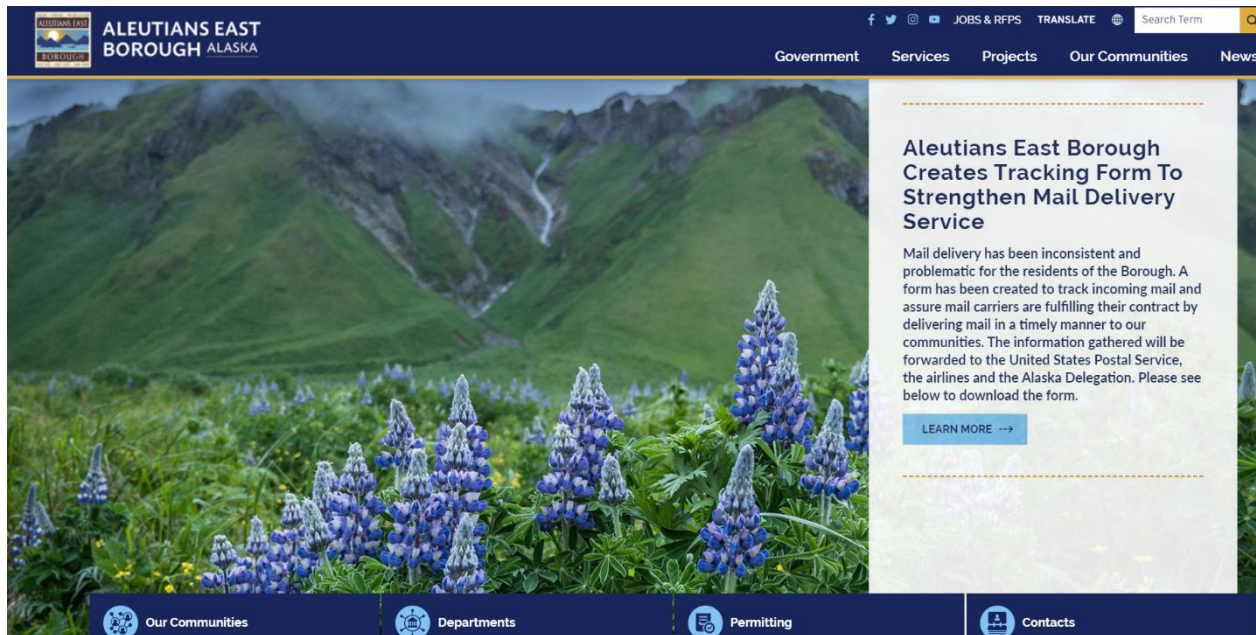 ALEUTIANS EAST
BOROUGH
ALEUTIANS EAST
BOROUGH ALASKA
JOBS & RFPS TRANSLATE Search Term
Government Services Projects Our Communities News
Aleutians East Borough
Creates Tracking Form To
Strengthen Mail Delivery
Service
Mail delivery has been inconsistent and
problematic for the residents of the Borough. A
form has been created to track incoming mail and
assure mail carriers are fulfilling their contract by
delivering mail in a timely manner to our
communities. The information gathered will be
forwarded to the United States Postal Service,
the airlines and the Alaska Delegation. Please see
below to download the form.
LEARN MORE -->
Our Communities Departments Permitting Contacts